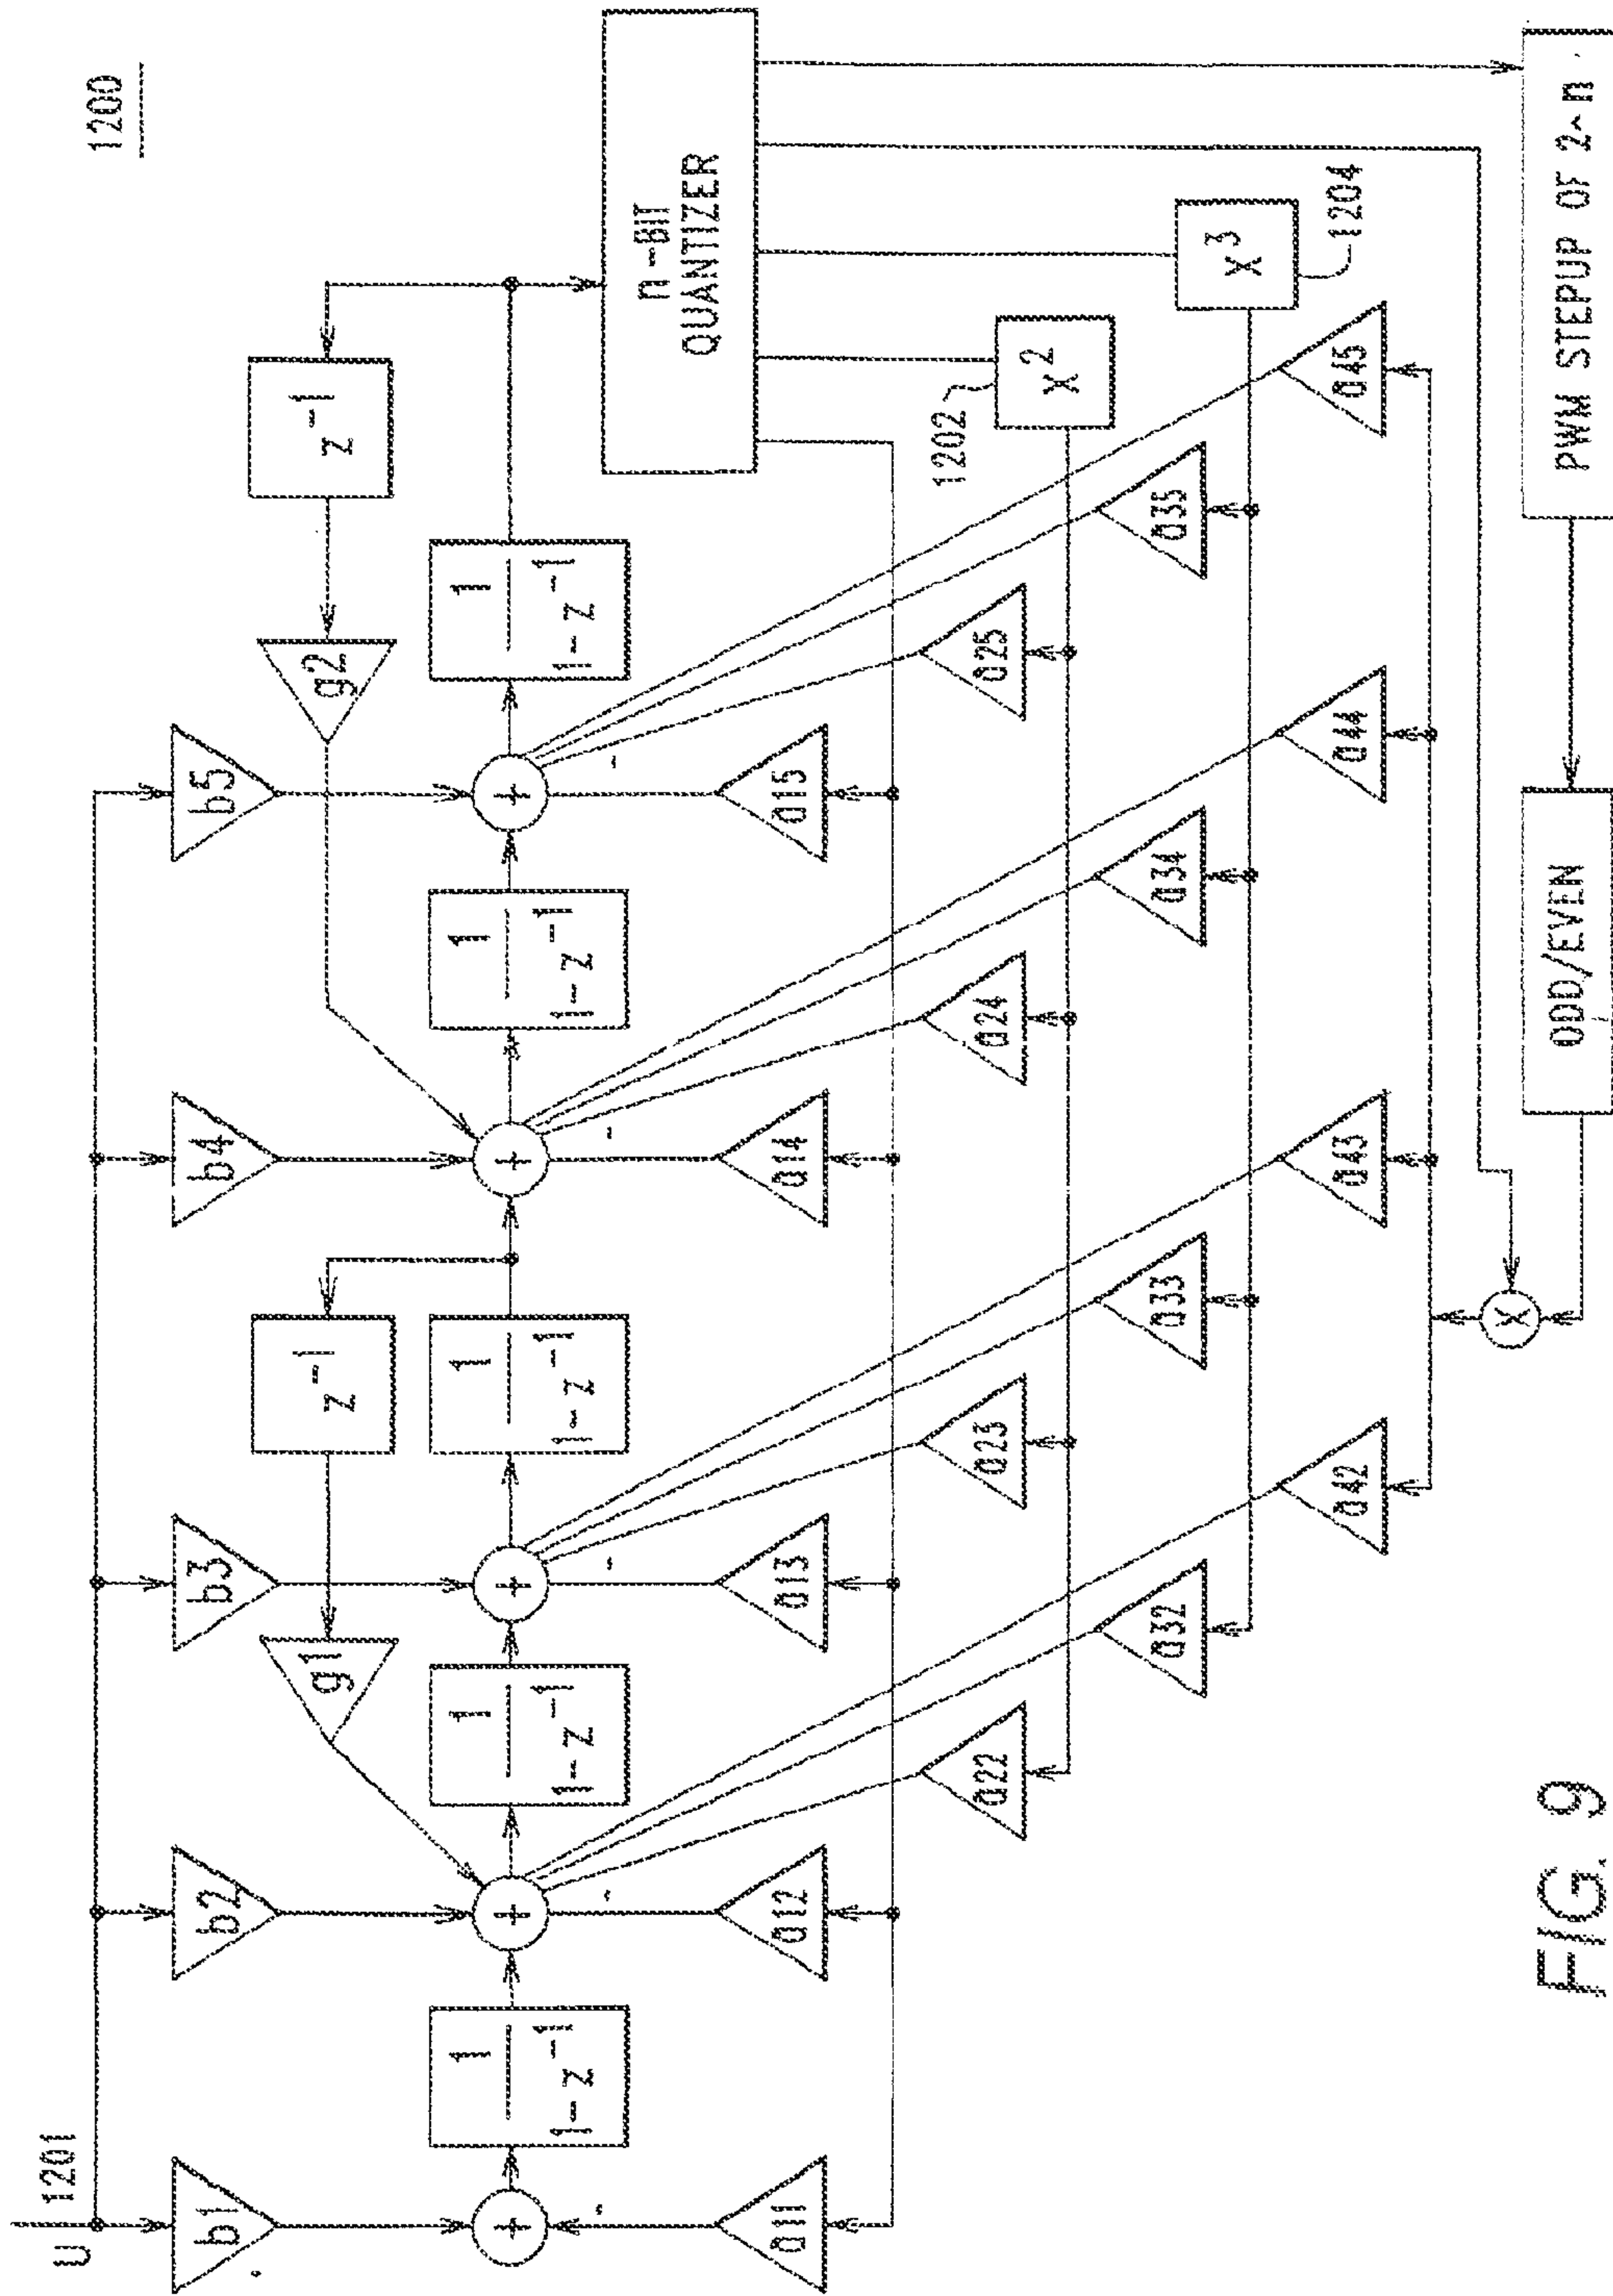 1200
U 1201
b1 b2 b3 b4 b5
g1 z⁻¹ g2 z⁻¹
+ 1/(1-z⁻¹) + 1/(1-z⁻¹) + 1/(1-z⁻¹) + 1/(1-z⁻¹) + 1/(1-z⁻¹)
- - - - -
n-BIT
QUANTIZER
a11 a12 a13 a14 a15
1202
a22 a23 a24 a25 x²
a32 a33 a34 a35 x³
1204
a42 a43 a44 a45
X
ODD/EVEN
PWM STEPUP OF 2^n
FIG. 9